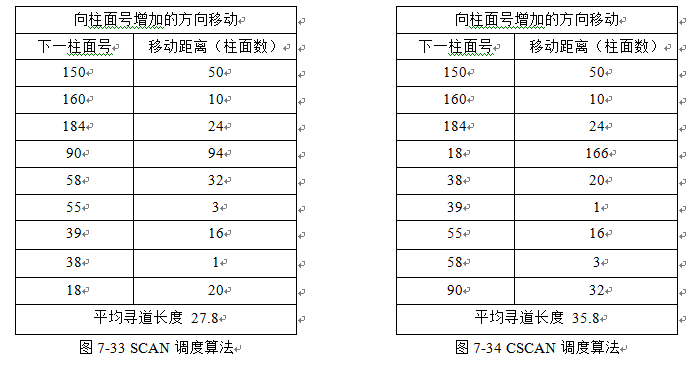 向柱面号增加的方向移动
下一柱面号 移动距离（柱面数）
150 50
160 10
184 24
90 94
58 32
55 3
39 16
38 1
18 20
平均寻道长度 27.8
图 7-33 SCAN 调度算法
向柱面号增加的方向移动
下一柱面号 移动距离（柱面数）
150 50
160 10
184 24
18 166
38 20
39 1
55 16
58 3
90 32
平均寻道长度 35.8
图 7-34 CSCAN 调度算法